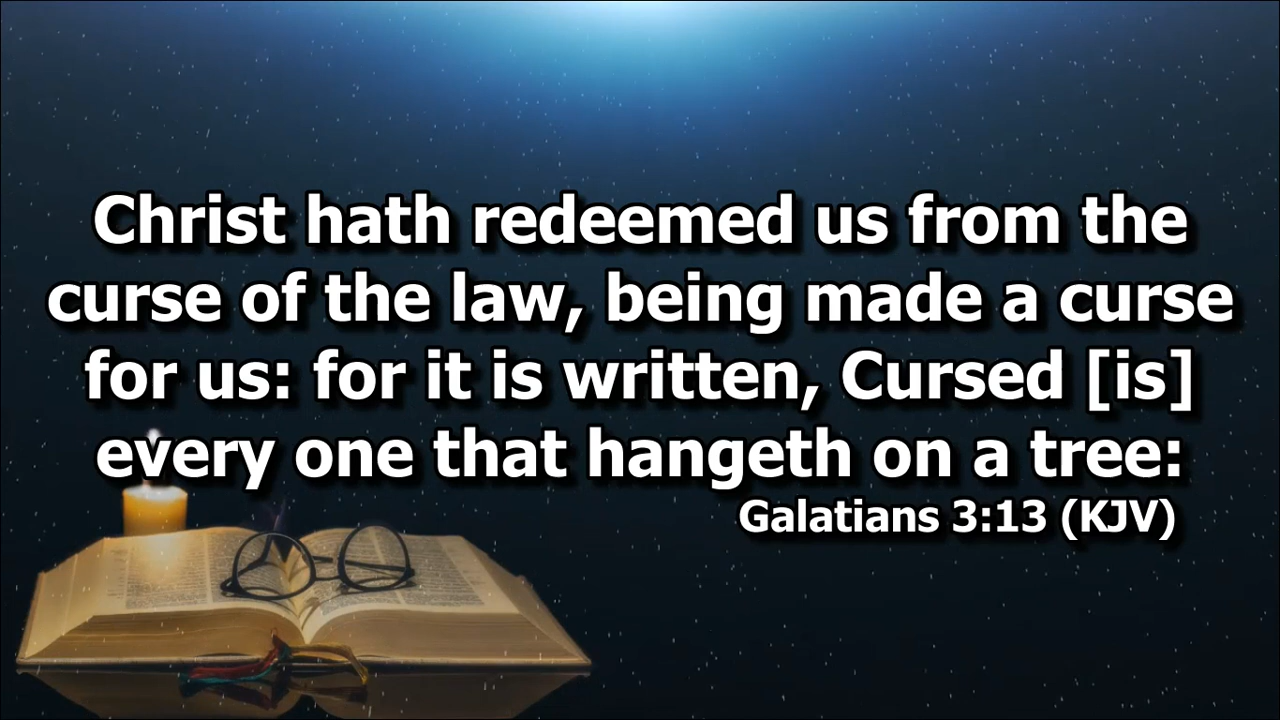 Christ hath redeemed us from the
curse of the law, being made a curse
for us: for it is written, Cursed [is]
every one that hangeth on a tree:
Galatians 3:13 (KJV)